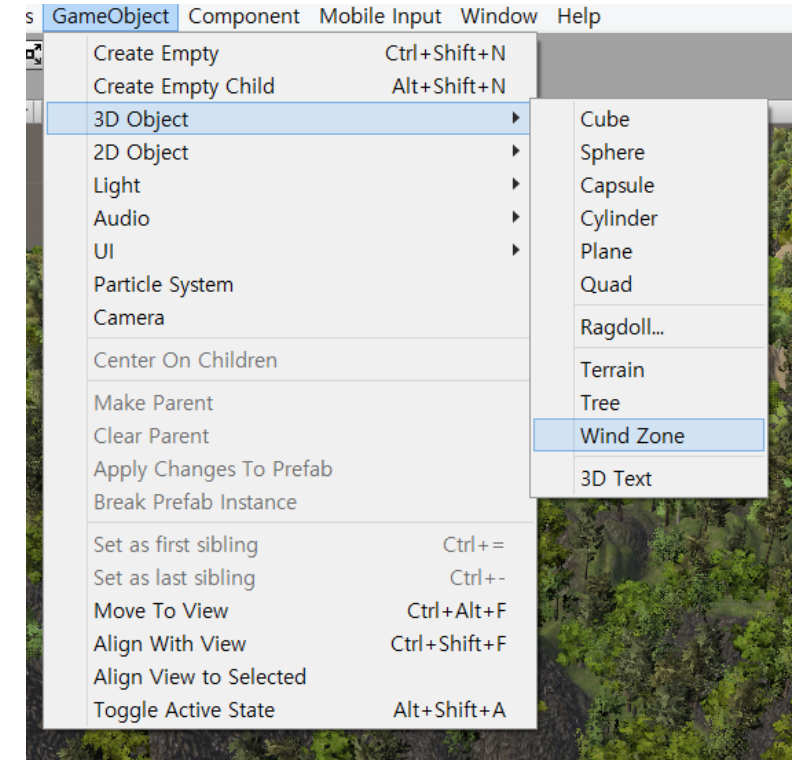 s GameObject Component Mobile Input Window Help
Create Empty Ctrl+Shift+N
Create Empty Child Alt+Shift+N
3D Object
2D Object
Light
Audio
UI
Particle System
Camera
Center On Children
Make Parent
Clear Parent
Apply Changes To Prefab
Break Prefab Instance
Set as first sibling Ctrl+=
Set as last sibling Ctrl+-
Move To View Ctrl+Alt+F
Align With View Ctrl+Shift+F
Align View to Selected
Toggle Active State Alt+Shift+A
Cube
Sphere
Capsule
Cylinder
Plane
Quad
Ragdoll...
Terrain
Tree
Wind Zone
3D Text